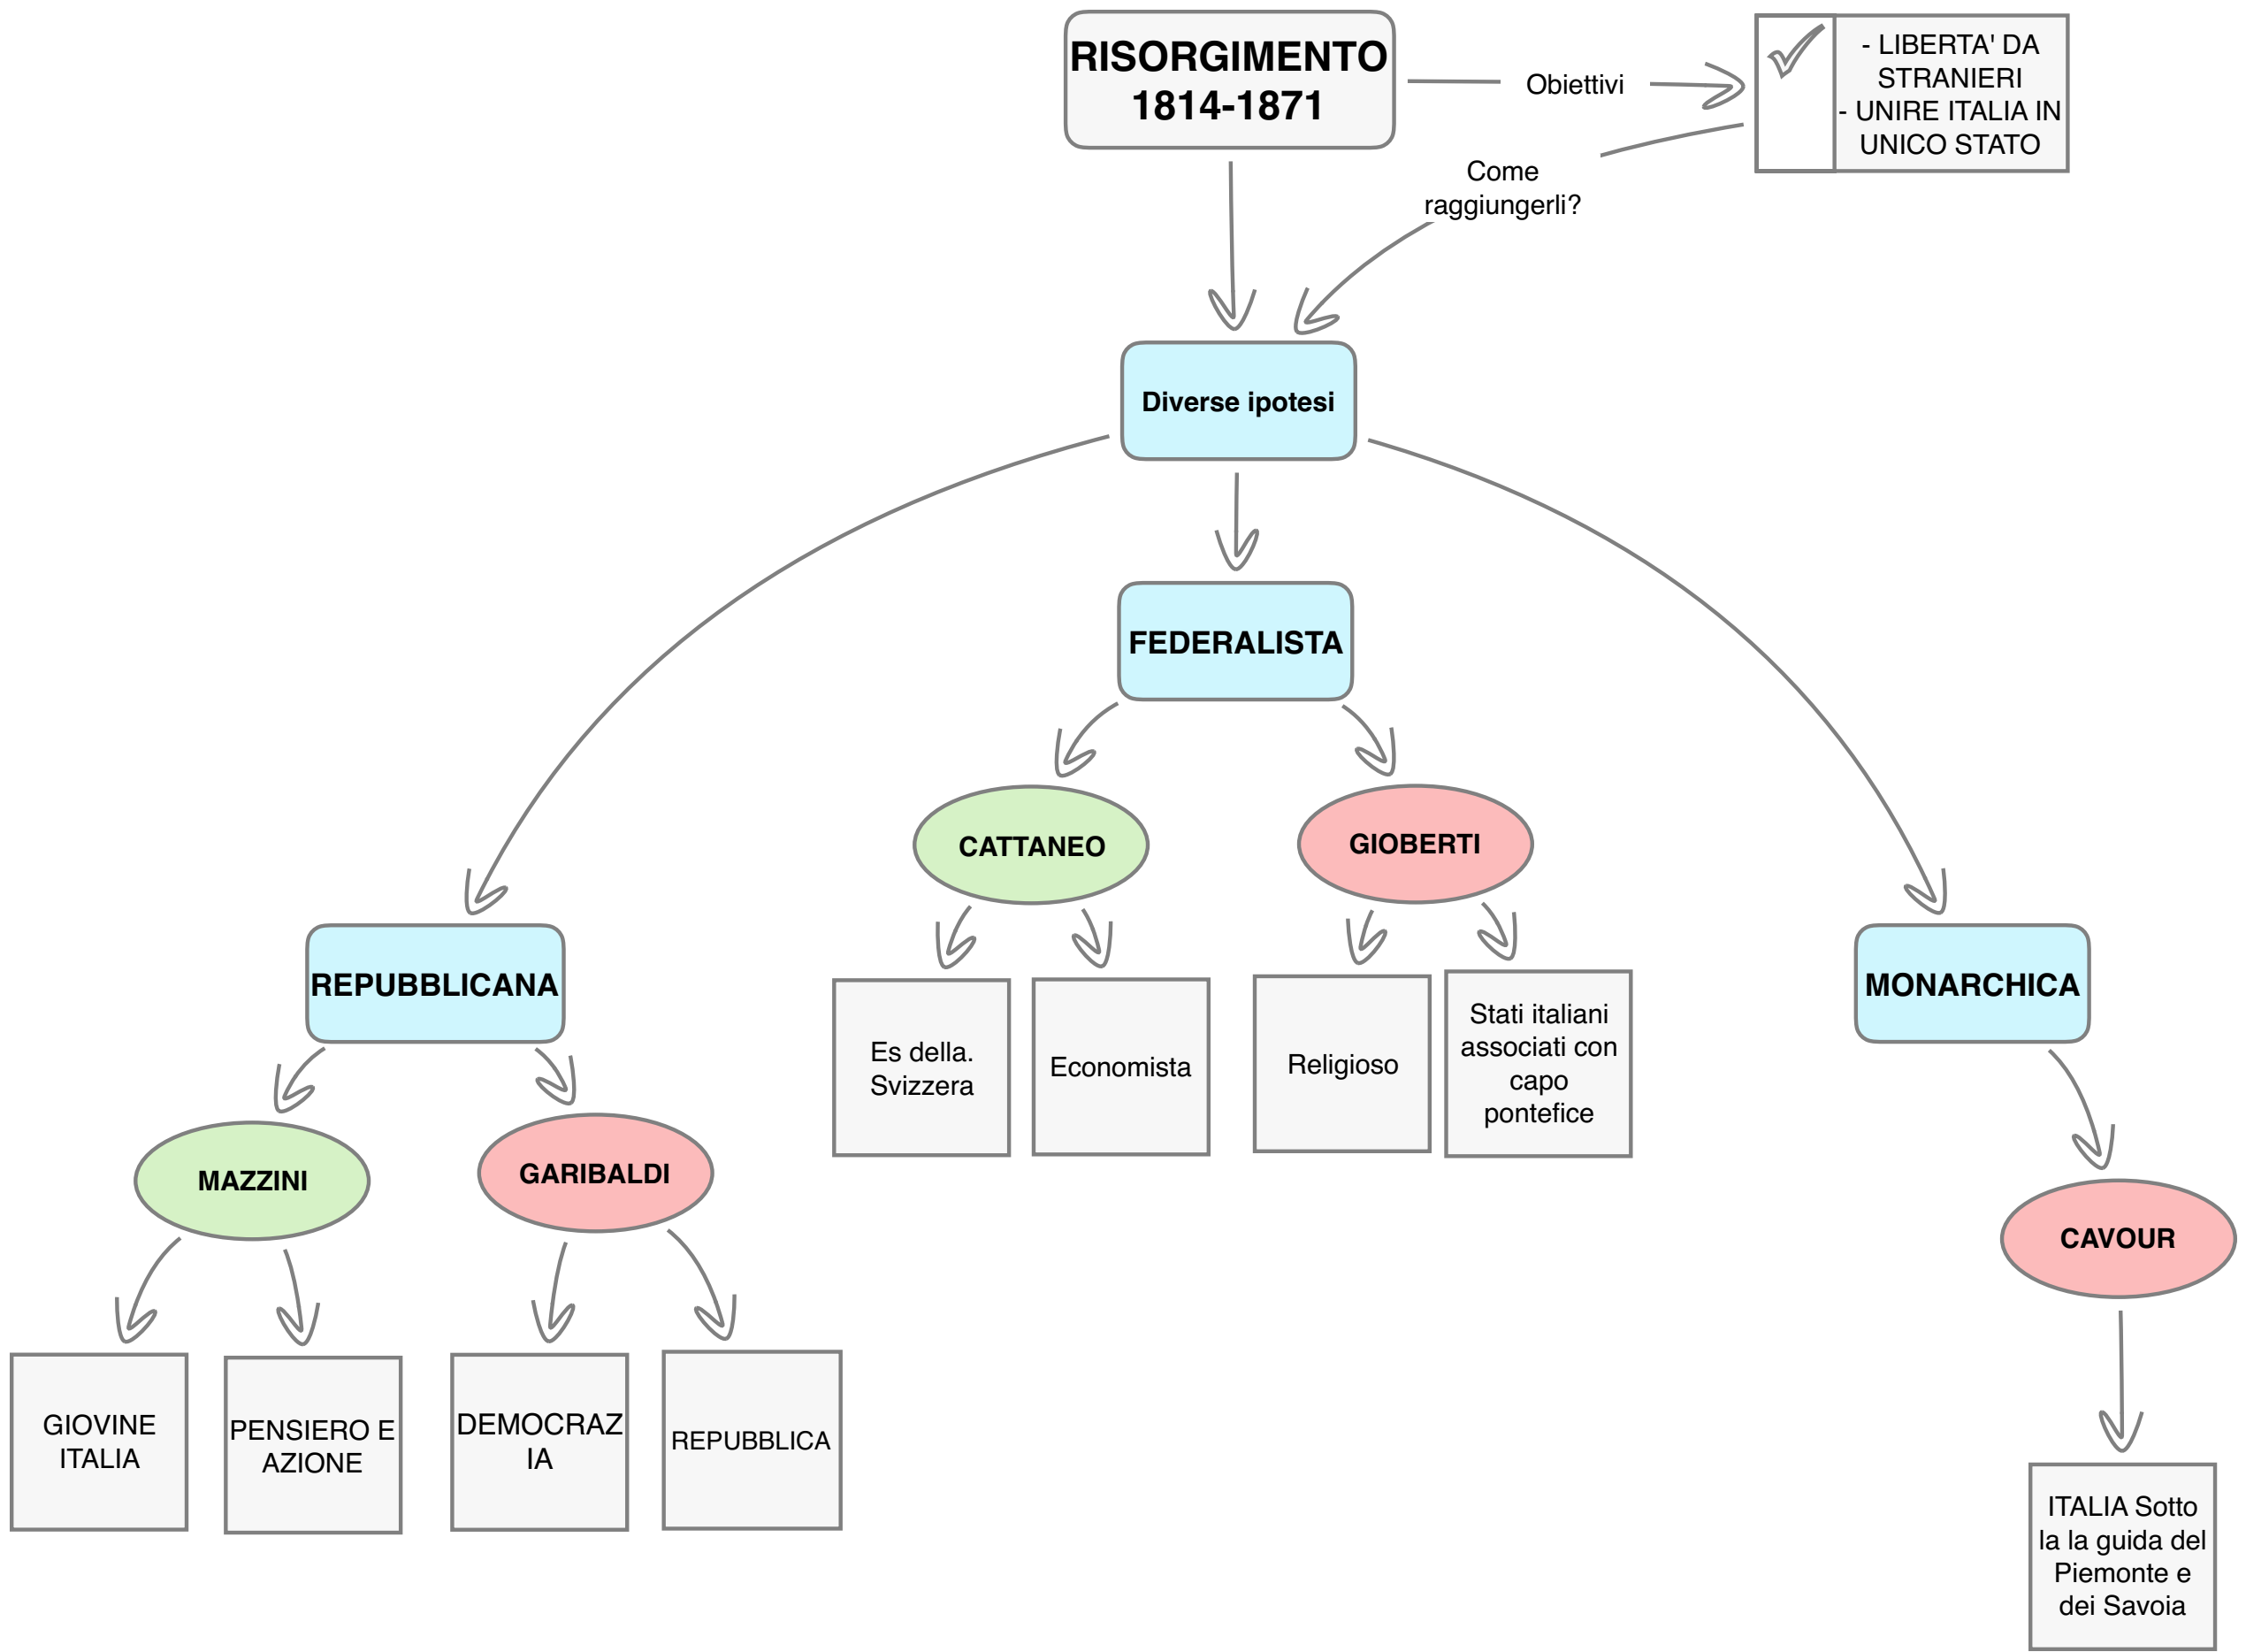 RISORGIMENTO
1814-1871
Obiettivi
- LIBERTA' DA
STRANIERI
- UNIRE ITALIA IN
UNICO STATO
Come
raggiungerli?
Diverse ipotesi
FEDERALISTA
CATTANEO
GIOBERTI
REPUBBLICANA
MONARCHICA
Es della.
Svizzera
Economista
Religioso
Stati italiani
associati con
capo
pontefice
MAZZINI
GARIBALDI
CAVOUR
GIOVINE
ITALIA
PENSIERO E
AZIONE
DEMOCRAZ
IA
REPUBBLICA
ITALIA Sotto
la la guida del
Piemonte e
dei Savoia